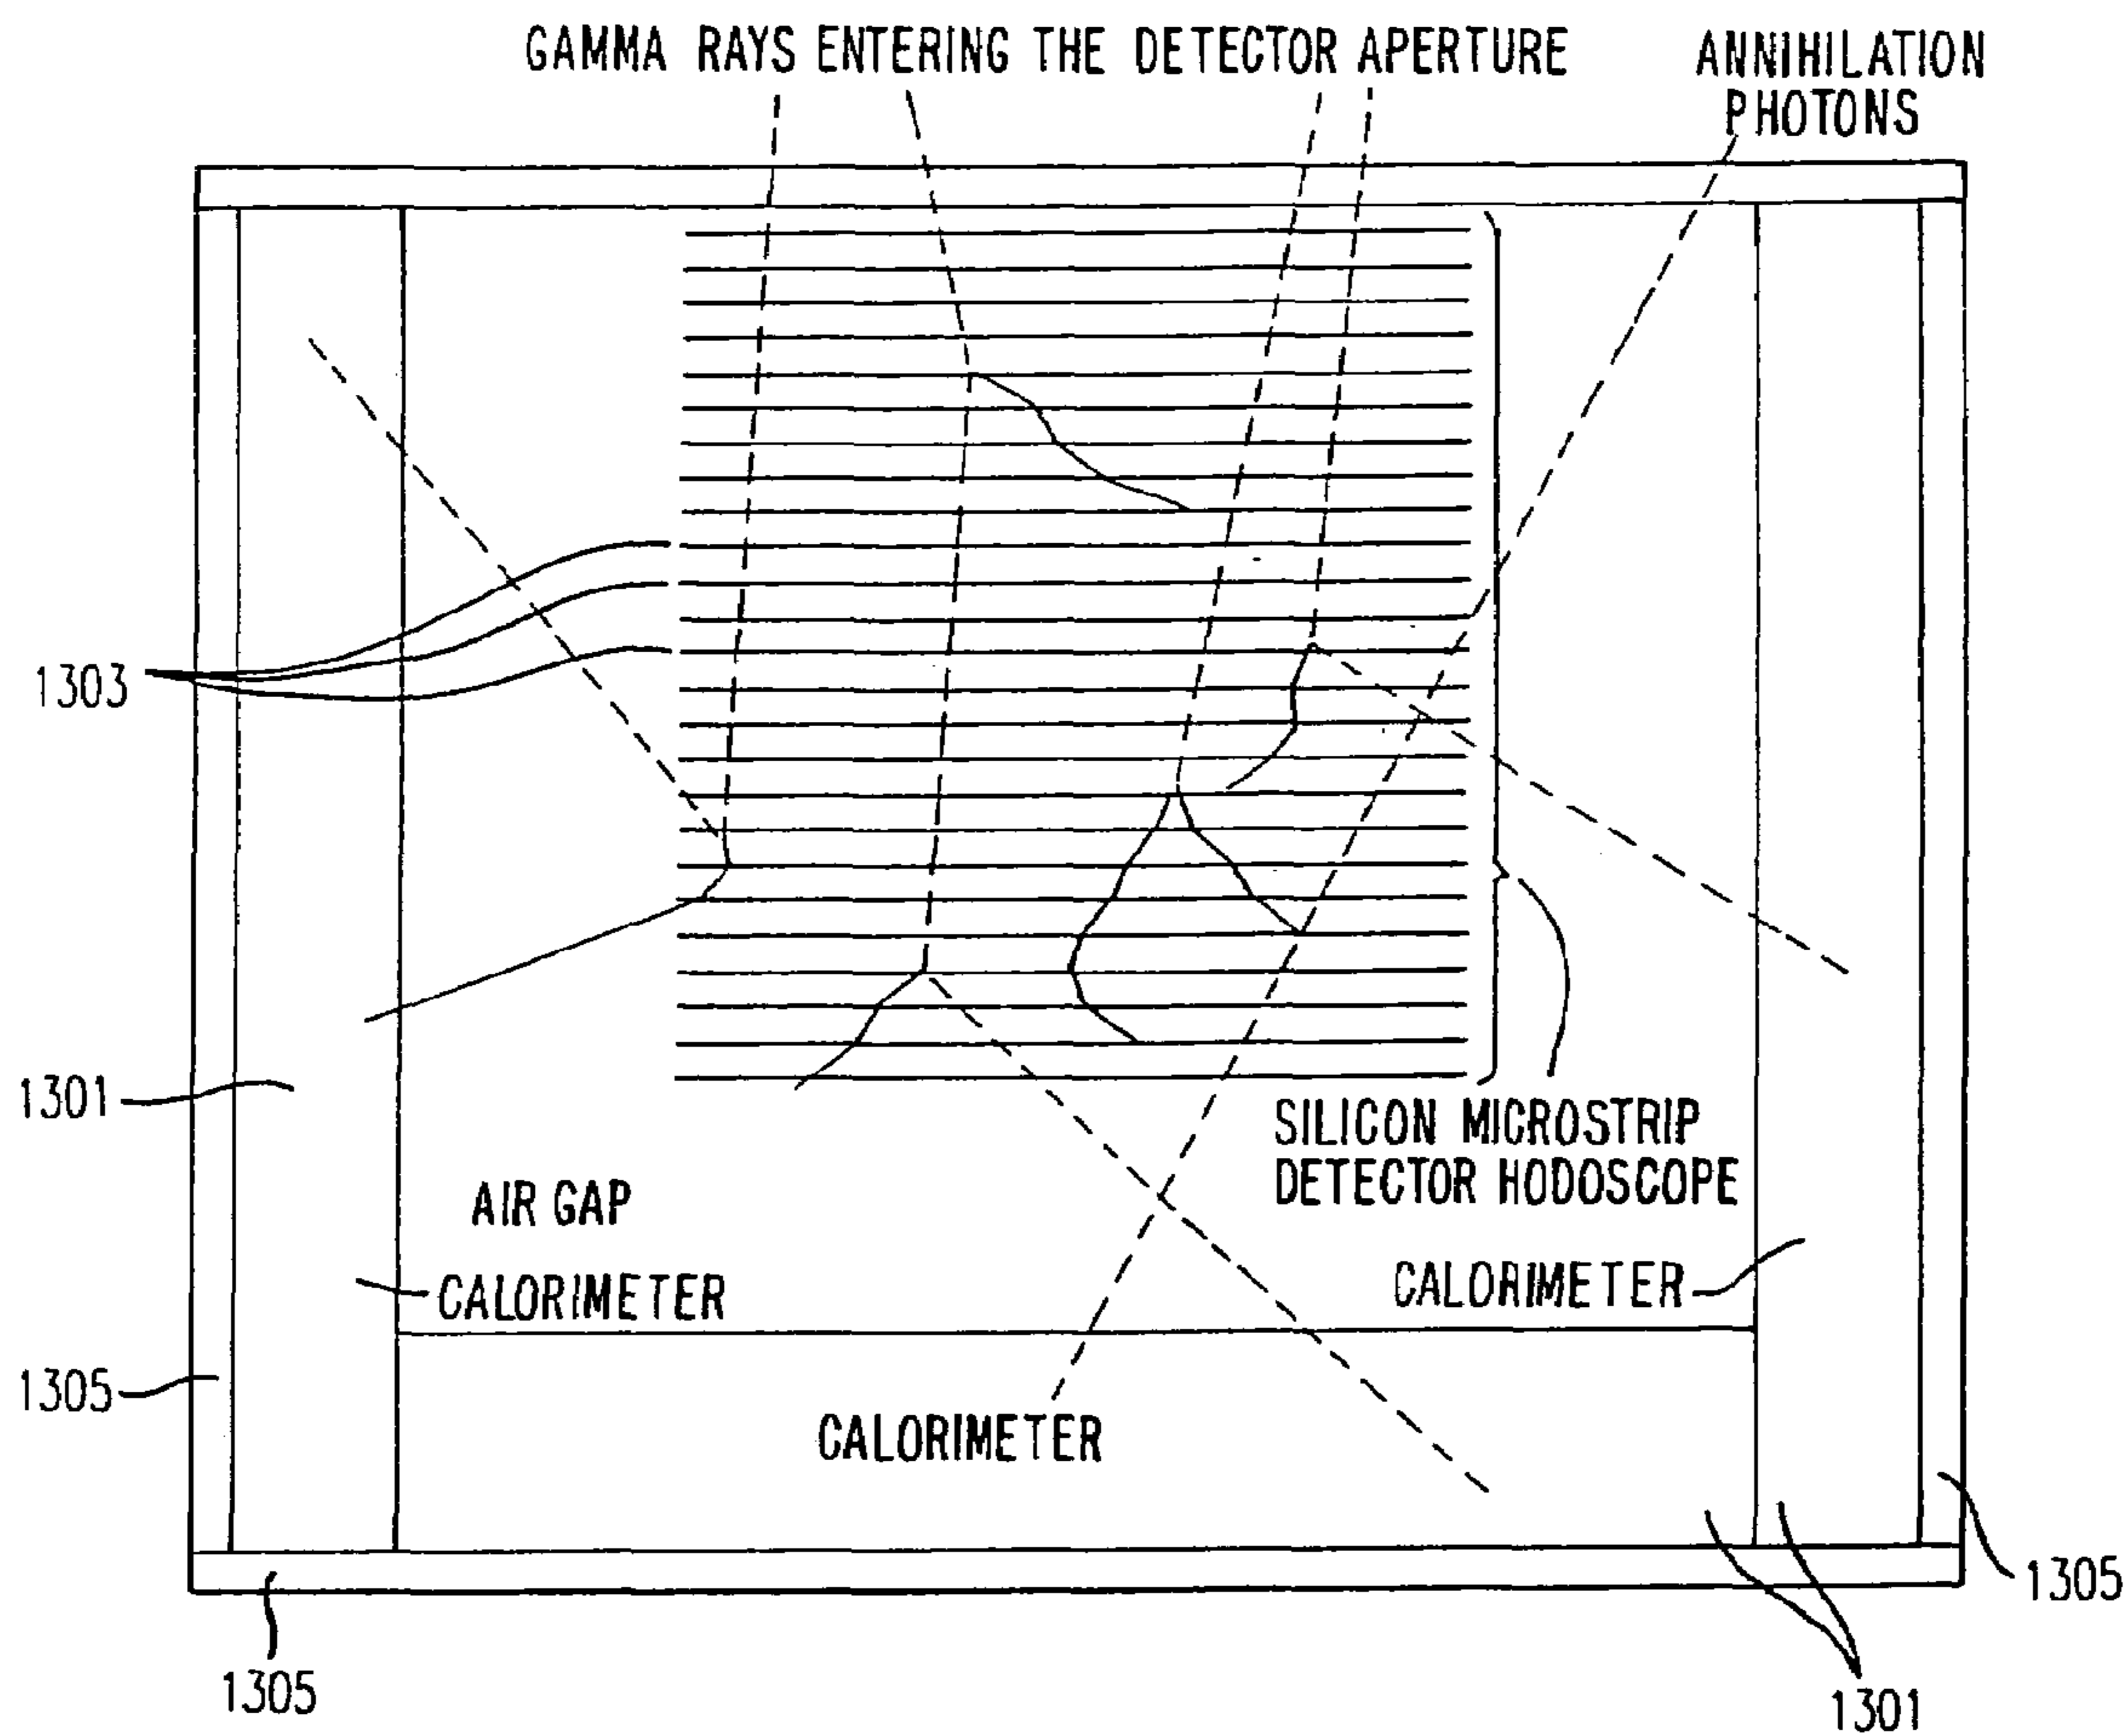 GAMMA RAYS ENTERING THE DETECTOR APERTURE
ANNIHILATION
PHOTONS
1303
1301
SILICON MICROSTRIP
DETECTOR HODOSCOPE
AIR GAP
CALORIMETER
CALORIMETER
1305
CALORIMETER
1305
1305
1301